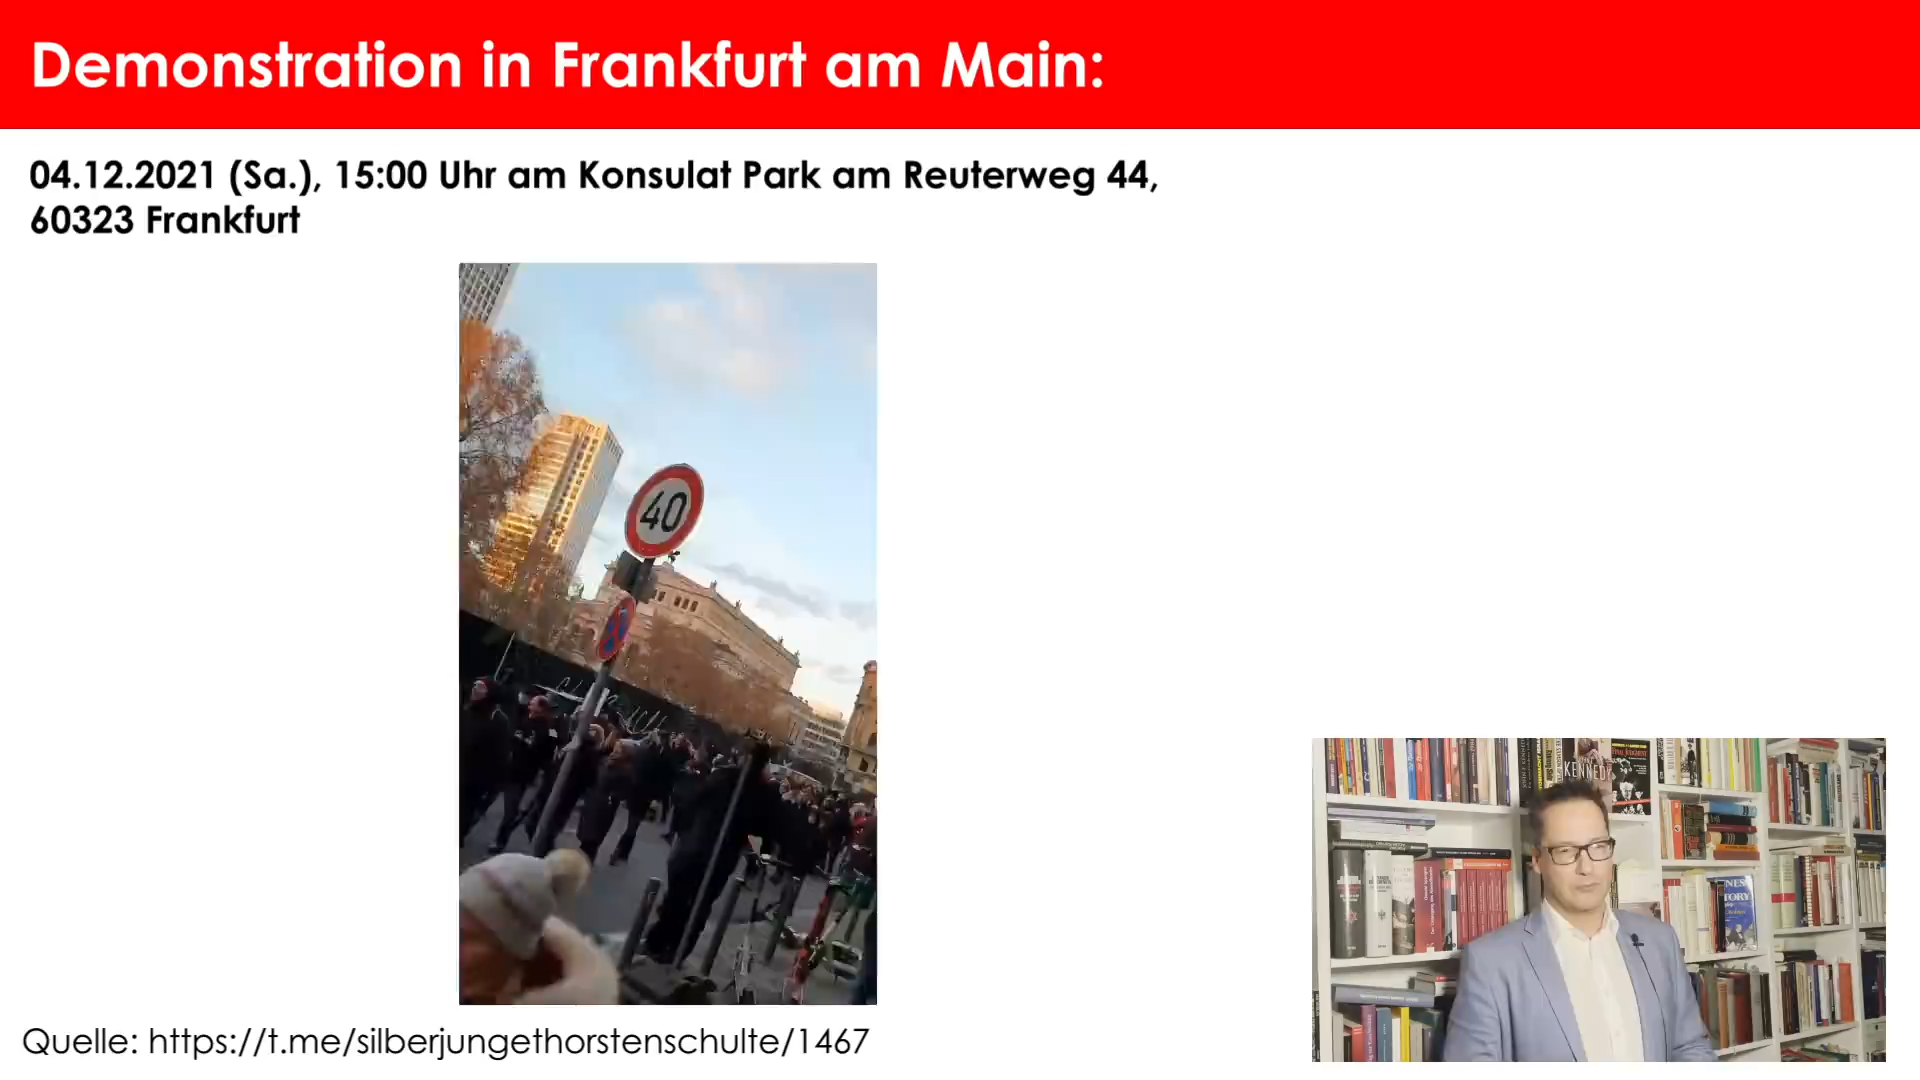 Demonstration in Frankfurt am Main:
04.12.2021 (Sa.), 15:00 Uhr am Konsulat Park am Reuterweg 44,
60323 Frankfurt
40
KENNEDY
Quelle: https://t.me/silberjungethorstenschulte/1467